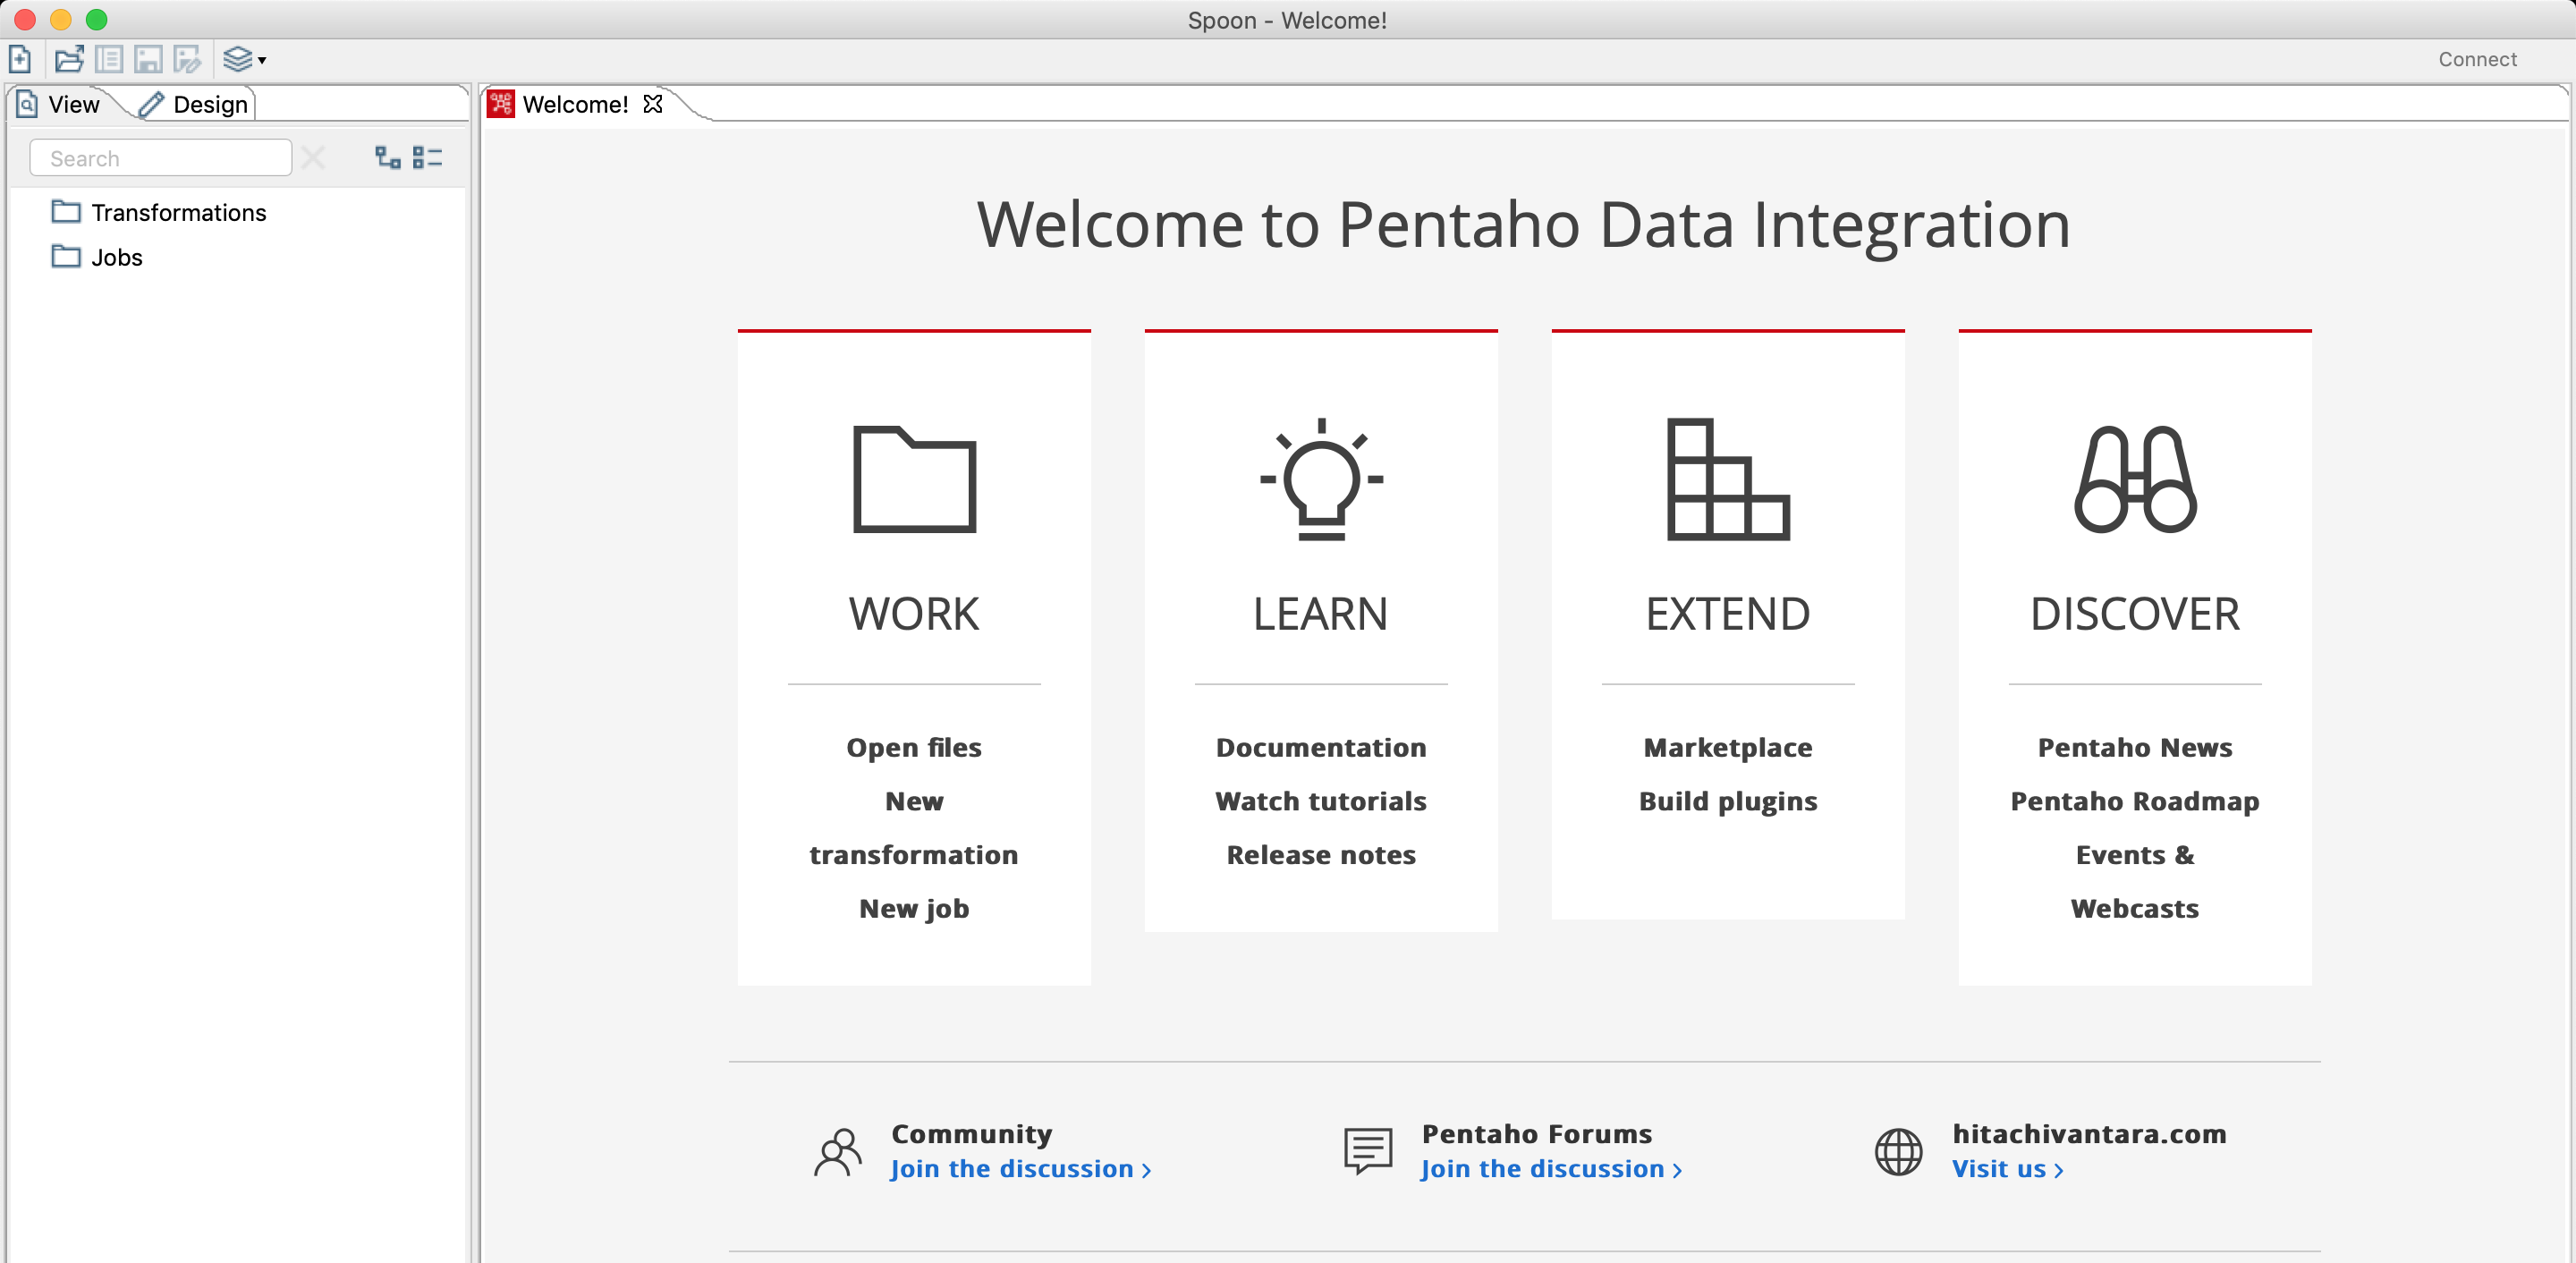 Spoon - Welcome!
Connect
View
Design
Welcome!
Search
Transformations
Jobs
Welcome to Pentaho Data Integration
WORK
Open files
New
transformation
New job
LEARN
Documentation
Watch tutorials
Release notes
EXTEND
Marketplace
Build plugins
DISCOVER
Pentaho News
Pentaho Roadmap
Events &
Webcasts
Community
Join the discussion ›
Pentaho Forums
Join the discussion ›
hitachivantara.com
Visit us ›